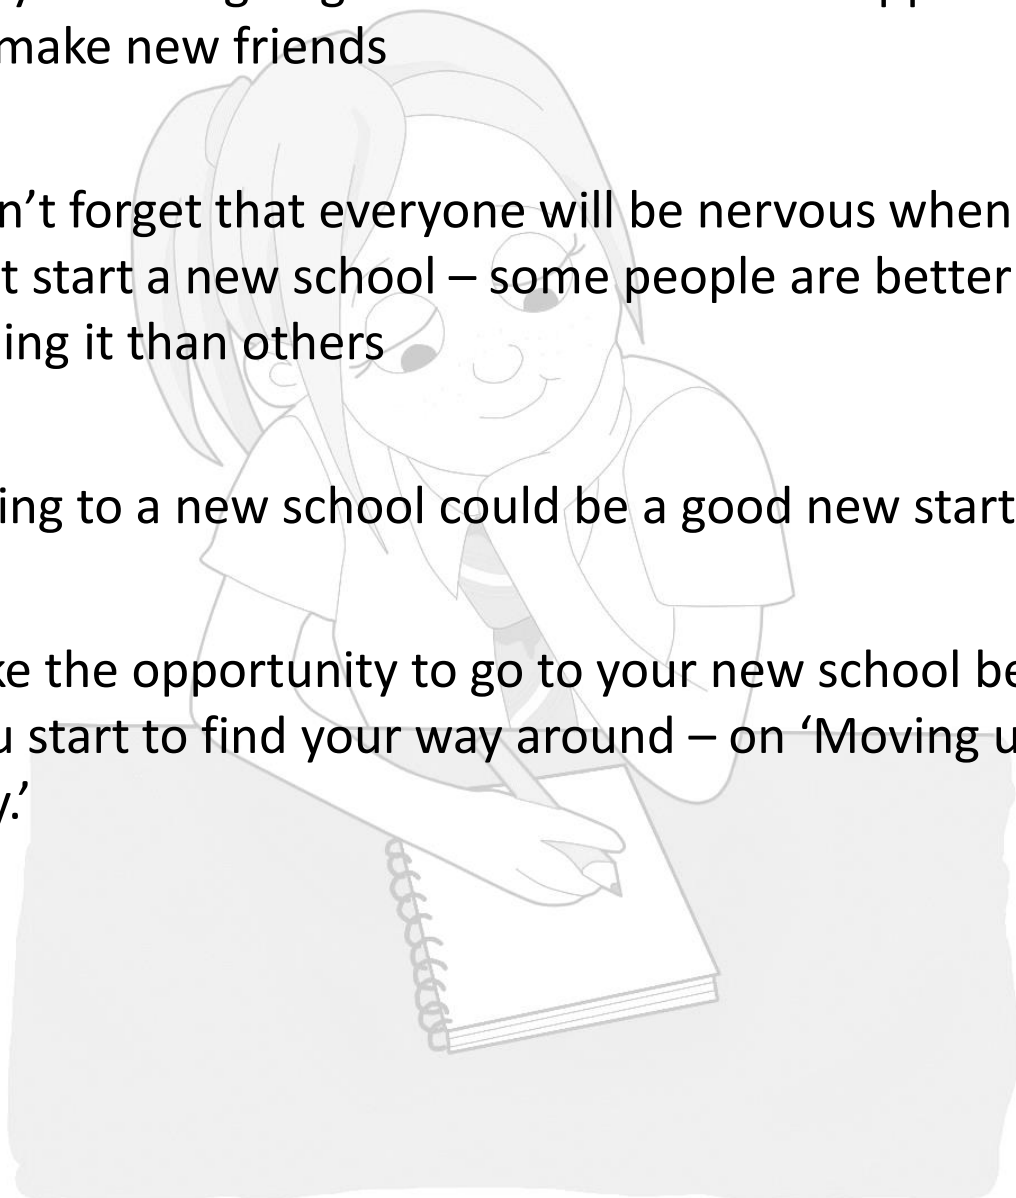 make new friends
n’t forget that everyone will be nervous when
t start a new school – some people are better
ing it than others
ing to a new school could be a good new start
ke the opportunity to go to your new school be
u start to find your way around – on ‘Moving u
y.’